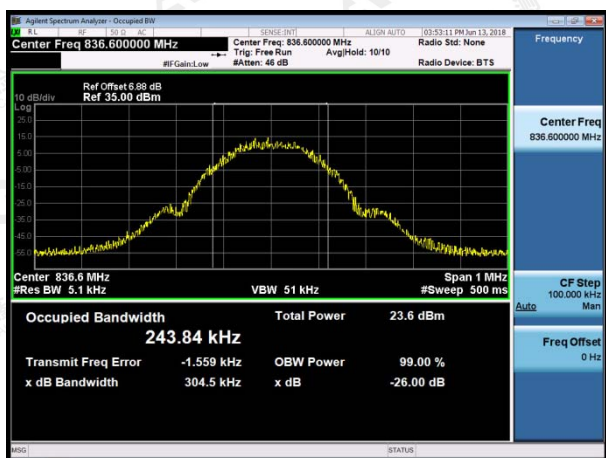 Agilent Spectrum Analyzer - Occupied BW
RL RF 50 Ω AC SENSE:INT ALIGN AUTO 03:53:11 PM Jun 13, 2018
Center Freq 836.600000 MHz
Center Freq: 836.600000 MHz Radio Std: None
Trig: Free Run Avg|Hold: 10/10
#IFGain:Low #Atten: 46 dB Radio Device: BTS
Ref Offset 6.88 dB
10 dB/div Ref 35.00 dBm
Log
25.0
15.0
5.00
-5.00
-15.0
-25.0
-35.0
-45.0
-55.0
Center 836.6 MHz Span 1 MHz
#Res BW 5.1 kHz VBW 51 kHz #Sweep 500 ms
Occupied Bandwidth Total Power 23.6 dBm
243.84 kHz
Transmit Freq Error -1.559 kHz OBW Power 99.00 %
x dB Bandwidth 304.5 kHz x dB -26.00 dB
MSG STATUS
Frequency
Center Freq
836.600000 MHz
CF Step
100.000 kHz
Auto Man
Freq Offset
0 Hz